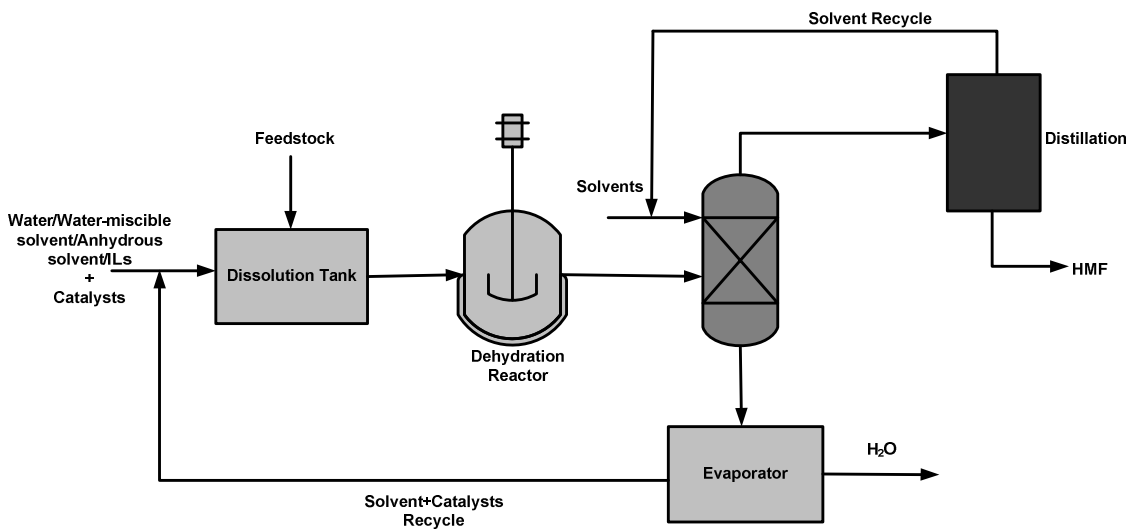 Solvent Recycle
Feedstock
Distillation
Solvents
Water/Water-miscible
solvent/Anhydrous
solvent/ILs
+
Catalysts
Dissolution Tank
HMF
Dehydration
Reactor
H₂O
Evaporator
Solvent+Catalysts
Recycle